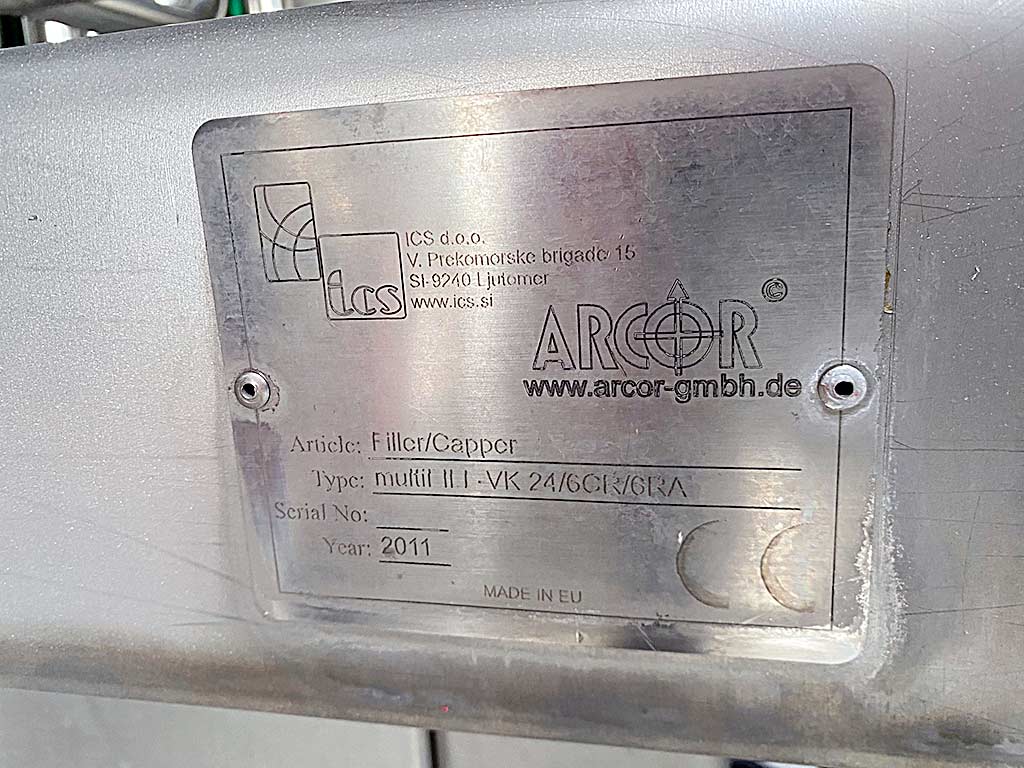 ics
ICS d.o.o.
V. Prekomorske brigade 15
SI-9240 Ljutomer
www.ics.si
ARCOR ©
www.arcor-gmbh.de
Article: Filler/Capper
Type: VK 24/6CR/6RA
Serial No:
Year: 2011
MADE IN EU
CE